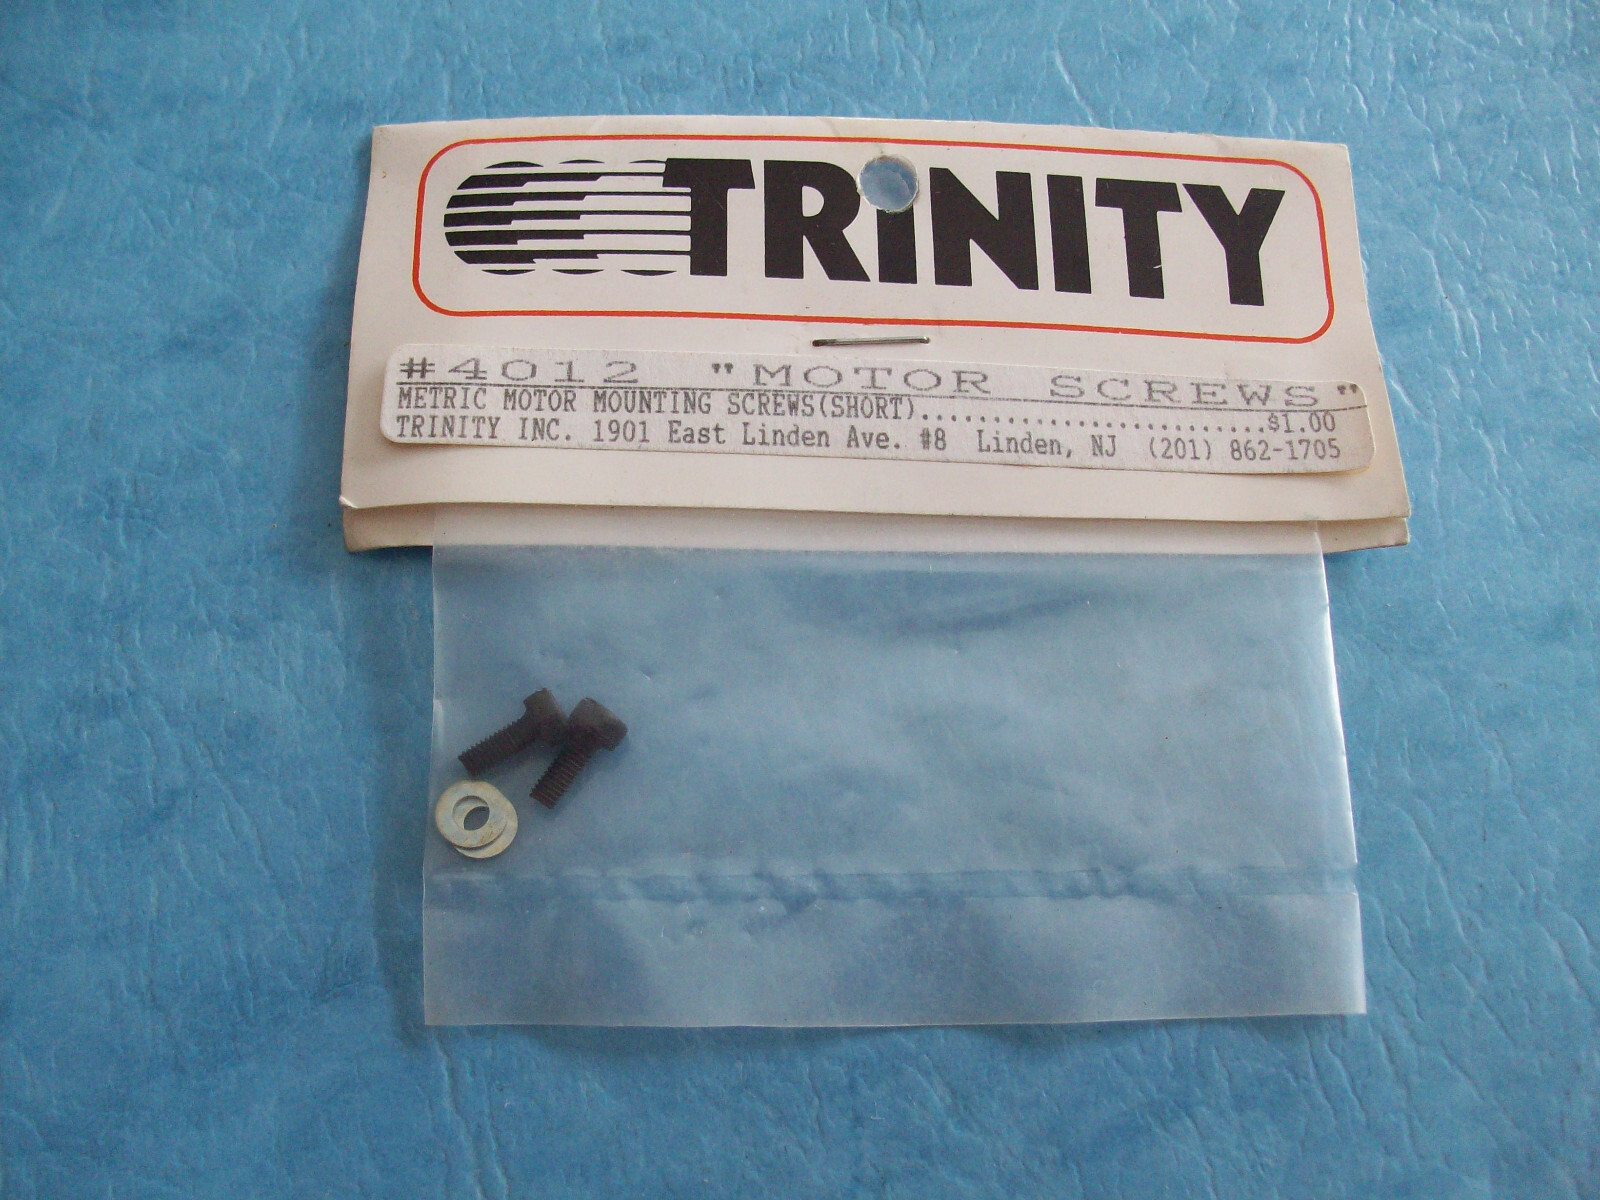 TRINITY
#4012 "MOTOR SCREWS"
METRIC MOTOR MOUNTING SCREWS(SHORT)..........................$1.00
TRINITY INC. 1901 East Linden Ave. #8 Linden, NJ (201) 862-1705